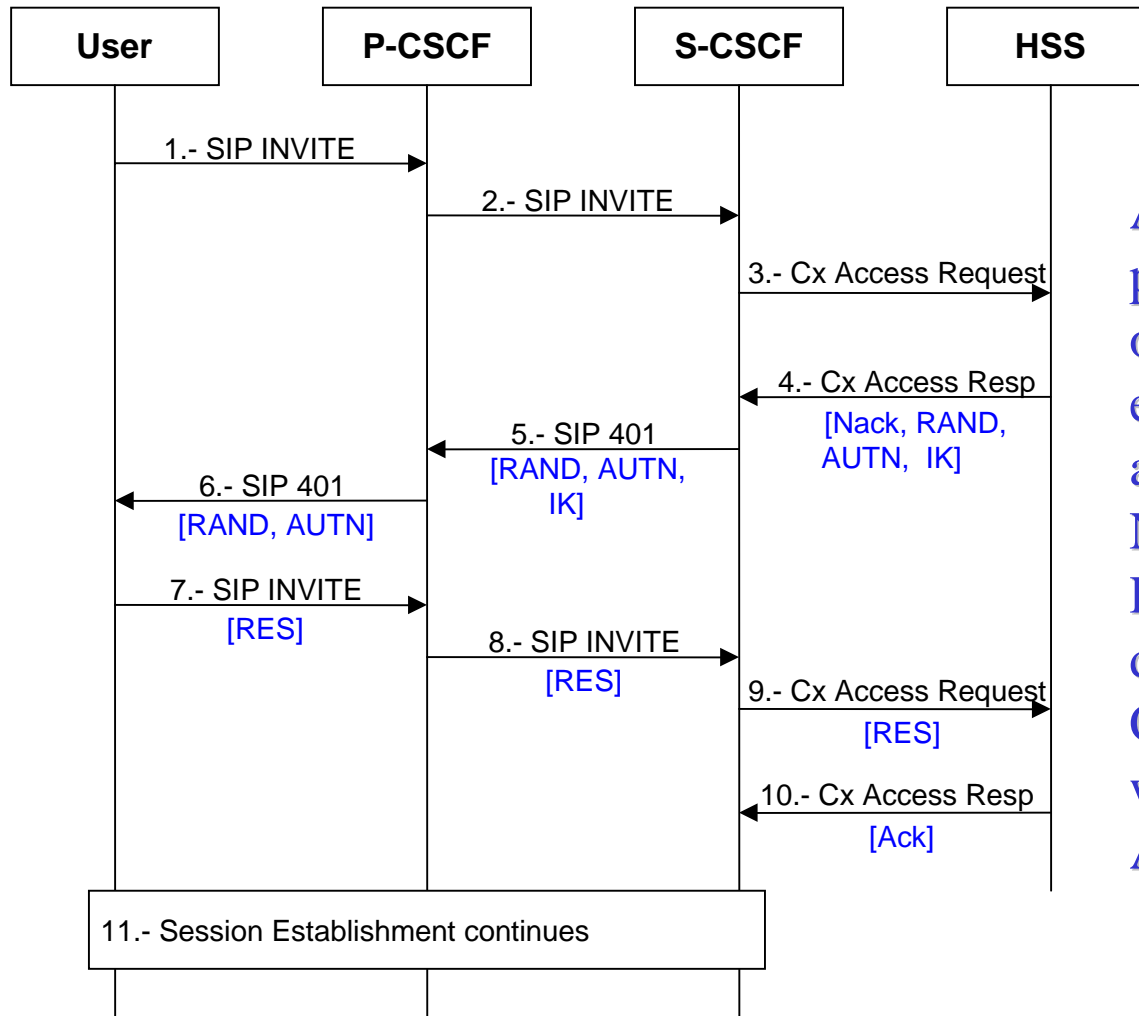 User
P-CSCF
S-CSCF
HSS
1.- SIP INVITE
2.- SIP INVITE
3.- Cx Access Request
4.- Cx Access Resp
[Nack, RAND,
AUTN, IK]
5.- SIP 401
[RAND, AUTN,
IK]
6.- SIP 401
[RAND, AUTN]
7.- SIP INVITE
[RES]
8.- SIP INVITE
[RES]
9.- Cx Access Request
[RES]
10.- Cx Access Resp
[Ack]
11.- Session Establishment continues